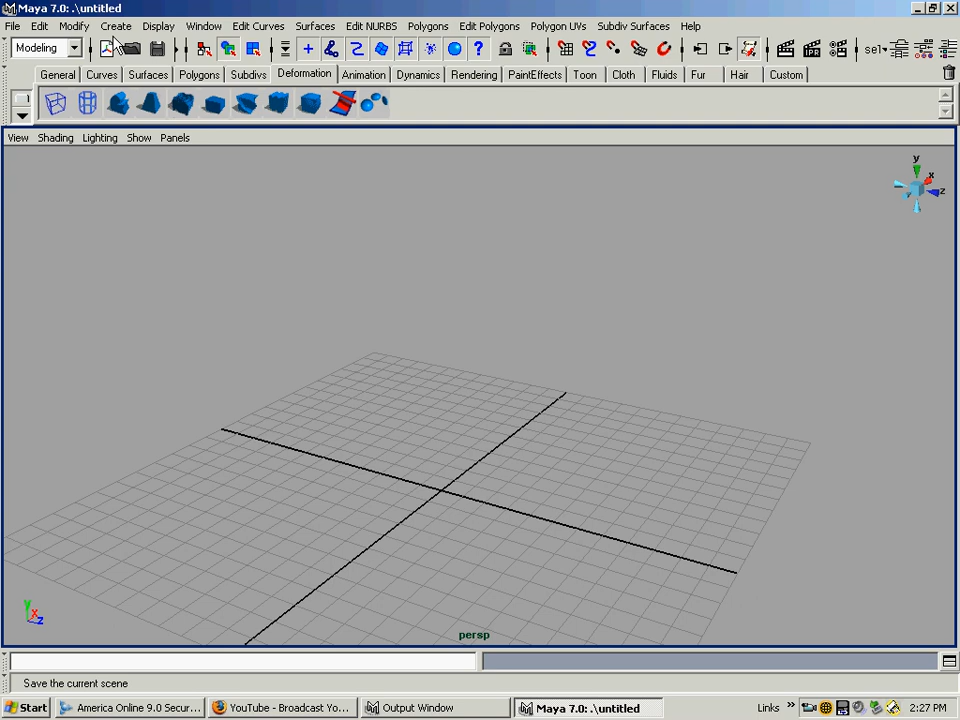 Maya 7.0: .\untitled
File Edit Modify Create Display Window Edit Curves Surfaces Edit NURBS Polygons Edit Polygons Polygon UVs Subdiv Surfaces Help
Modeling sel
General Curves Surfaces Polygons Subdivs Deformation Animation Dynamics Rendering PaintEffects Toon Cloth Fluids Fur Hair Custom
View Shading Lighting Show Panels
y
x
z
y
x
z
persp
Save the current scene
Start America Online 9.0 Secur... YouTube - Broadcast Yo... Output Window Maya 7.0: .\untitled Links » 2:27 PM